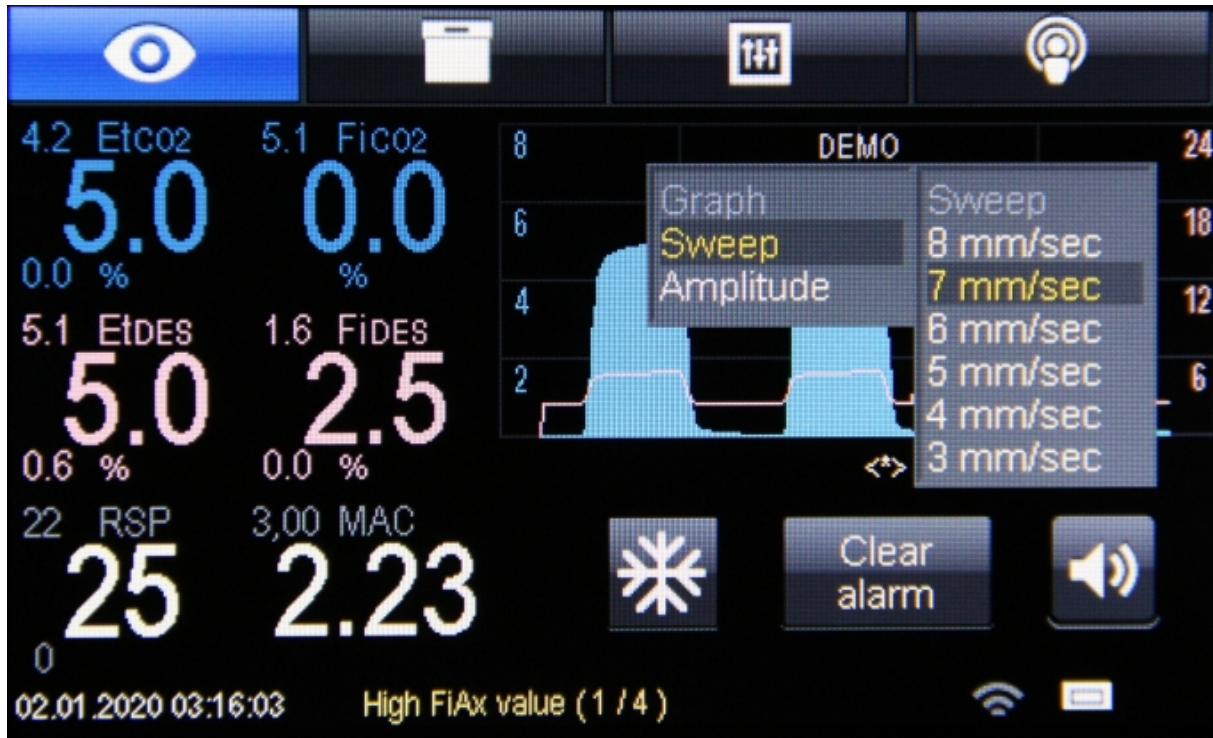 4.2 EtCO2 5.1 FiCO2
5.0 0.0
0.0 % %
5.1 EtDES 1.6 FiDES
5.0 2.5
0.6 % 0.0 %
22 RSP 3,00 MAC
25 2.23
0
8 DEMO 24
6 18
4 12
2 6
<*>
Graph
Sweep
Amplitude
Sweep
8 mm/sec
7 mm/sec
6 mm/sec
5 mm/sec
4 mm/sec
3 mm/sec
Clear
alarm
02.01.2020 03:16:03 High FiAx value ( 1 / 4 )